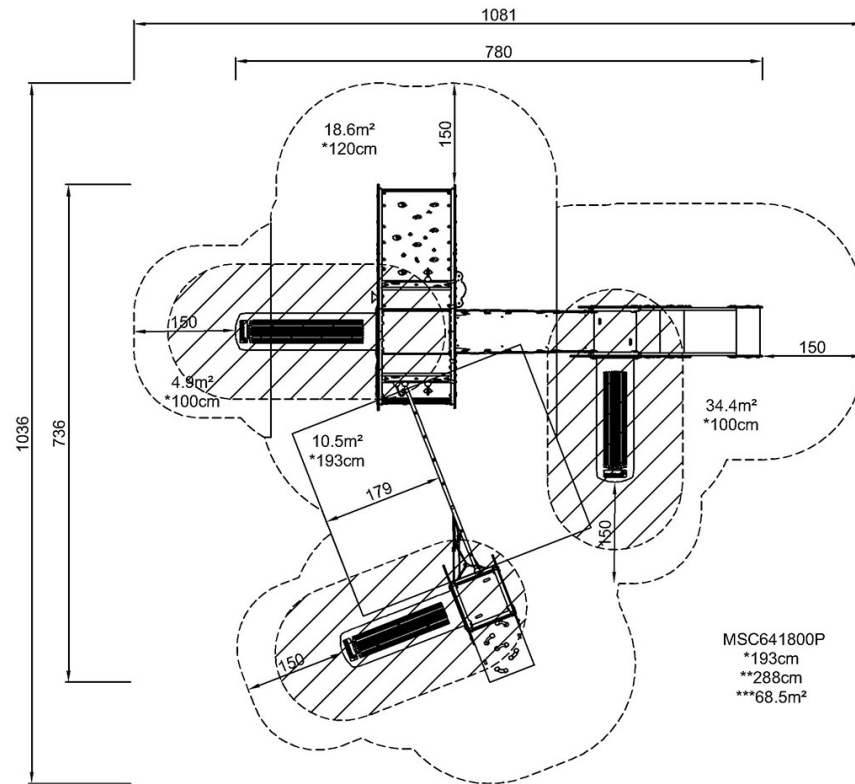 1081
780
18.6m²
*120cm
150
150
4.9m²
*100cm
150
34.4m²
*100cm
1036
736
10.5m²
*193cm
179
150
150
MSC641800P
*193cm
**288cm
***68.5m²